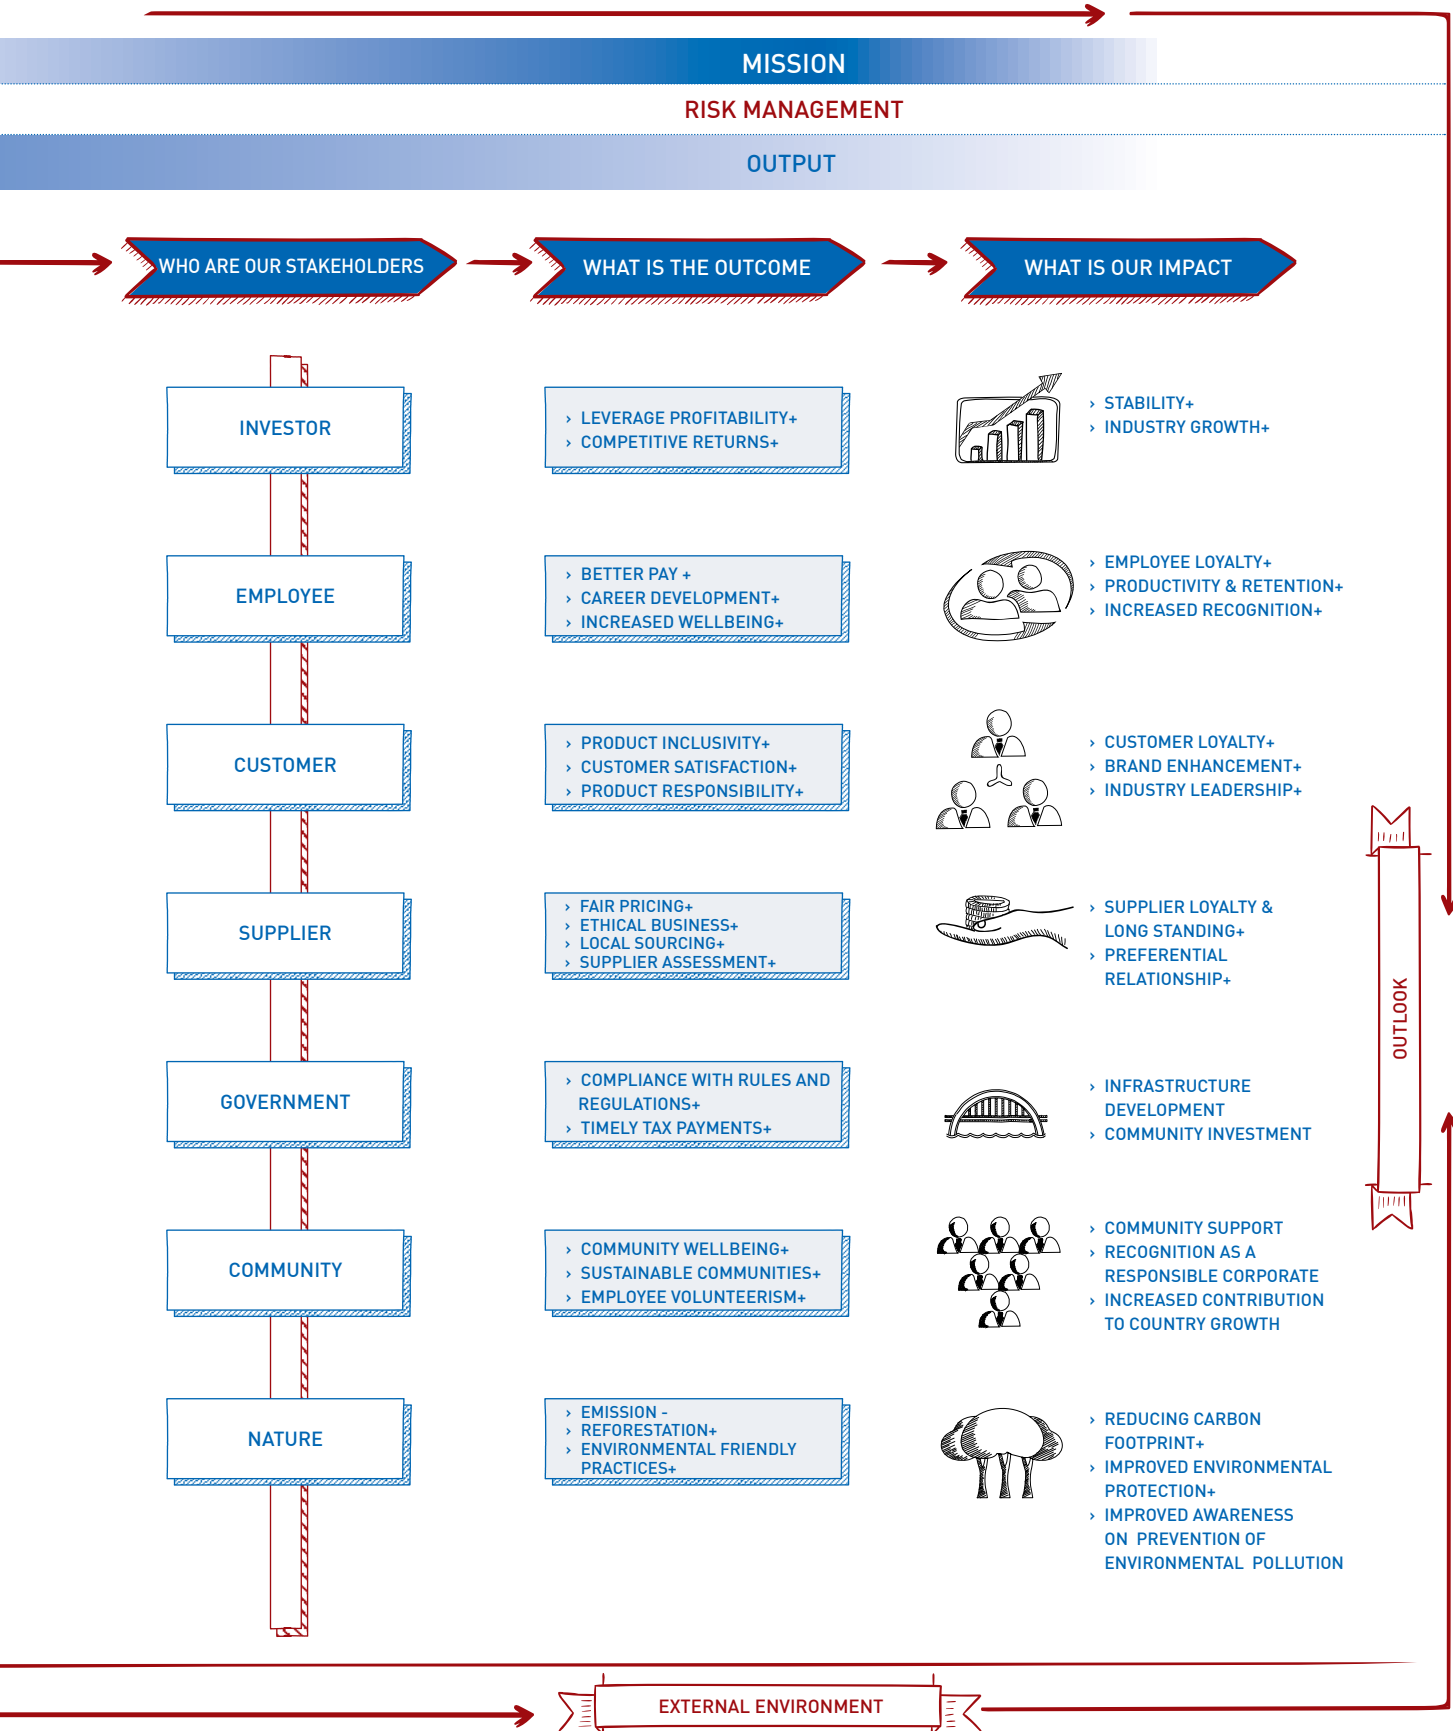 MISSION
RISK MANAGEMENT
OUTPUT
WHO ARE OUR STAKEHOLDERS
WHAT IS THE OUTCOME
WHAT IS OUR IMPACT
INVESTOR
› LEVERAGE PROFITABILITY+
› COMPETITIVE RETURNS+
› STABILITY+
› INDUSTRY GROWTH+
EMPLOYEE
› BETTER PAY +
› CAREER DEVELOPMENT+
› INCREASED WELLBEING+
› EMPLOYEE LOYALTY+
› PRODUCTIVITY & RETENTION+
› INCREASED RECOGNITION+
CUSTOMER
› PRODUCT INCLUSIVITY+
› CUSTOMER SATISFACTION+
› PRODUCT RESPONSIBILITY+
› CUSTOMER LOYALTY+
› BRAND ENHANCEMENT+
› INDUSTRY LEADERSHIP+
SUPPLIER
› FAIR PRICING+
› ETHICAL BUSINESS+
› LOCAL SOURCING+
› SUPPLIER ASSESSMENT+
› SUPPLIER LOYALTY &
LONG STANDING+
› PREFERENTIAL
RELATIONSHIP+
GOVERNMENT
› COMPLIANCE WITH RULES AND
REGULATIONS+
› TIMELY TAX PAYMENTS+
› INFRASTRUCTURE
DEVELOPMENT
› COMMUNITY INVESTMENT
COMMUNITY
› COMMUNITY WELLBEING+
› SUSTAINABLE COMMUNITIES+
› EMPLOYEE VOLUNTEERISM+
› COMMUNITY SUPPORT
› RECOGNITION AS A
RESPONSIBLE CORPORATE
› INCREASED CONTRIBUTION
TO COUNTRY GROWTH
NATURE
› EMISSION -
› REFORESTATION+
› ENVIRONMENTAL FRIENDLY
PRACTICES+
› REDUCING CARBON
FOOTPRINT+
› IMPROVED ENVIRONMENTAL
PROTECTION+
› IMPROVED AWARENESS
ON PREVENTION OF
ENVIRONMENTAL POLLUTION
OUTLOOK
EXTERNAL ENVIRONMENT